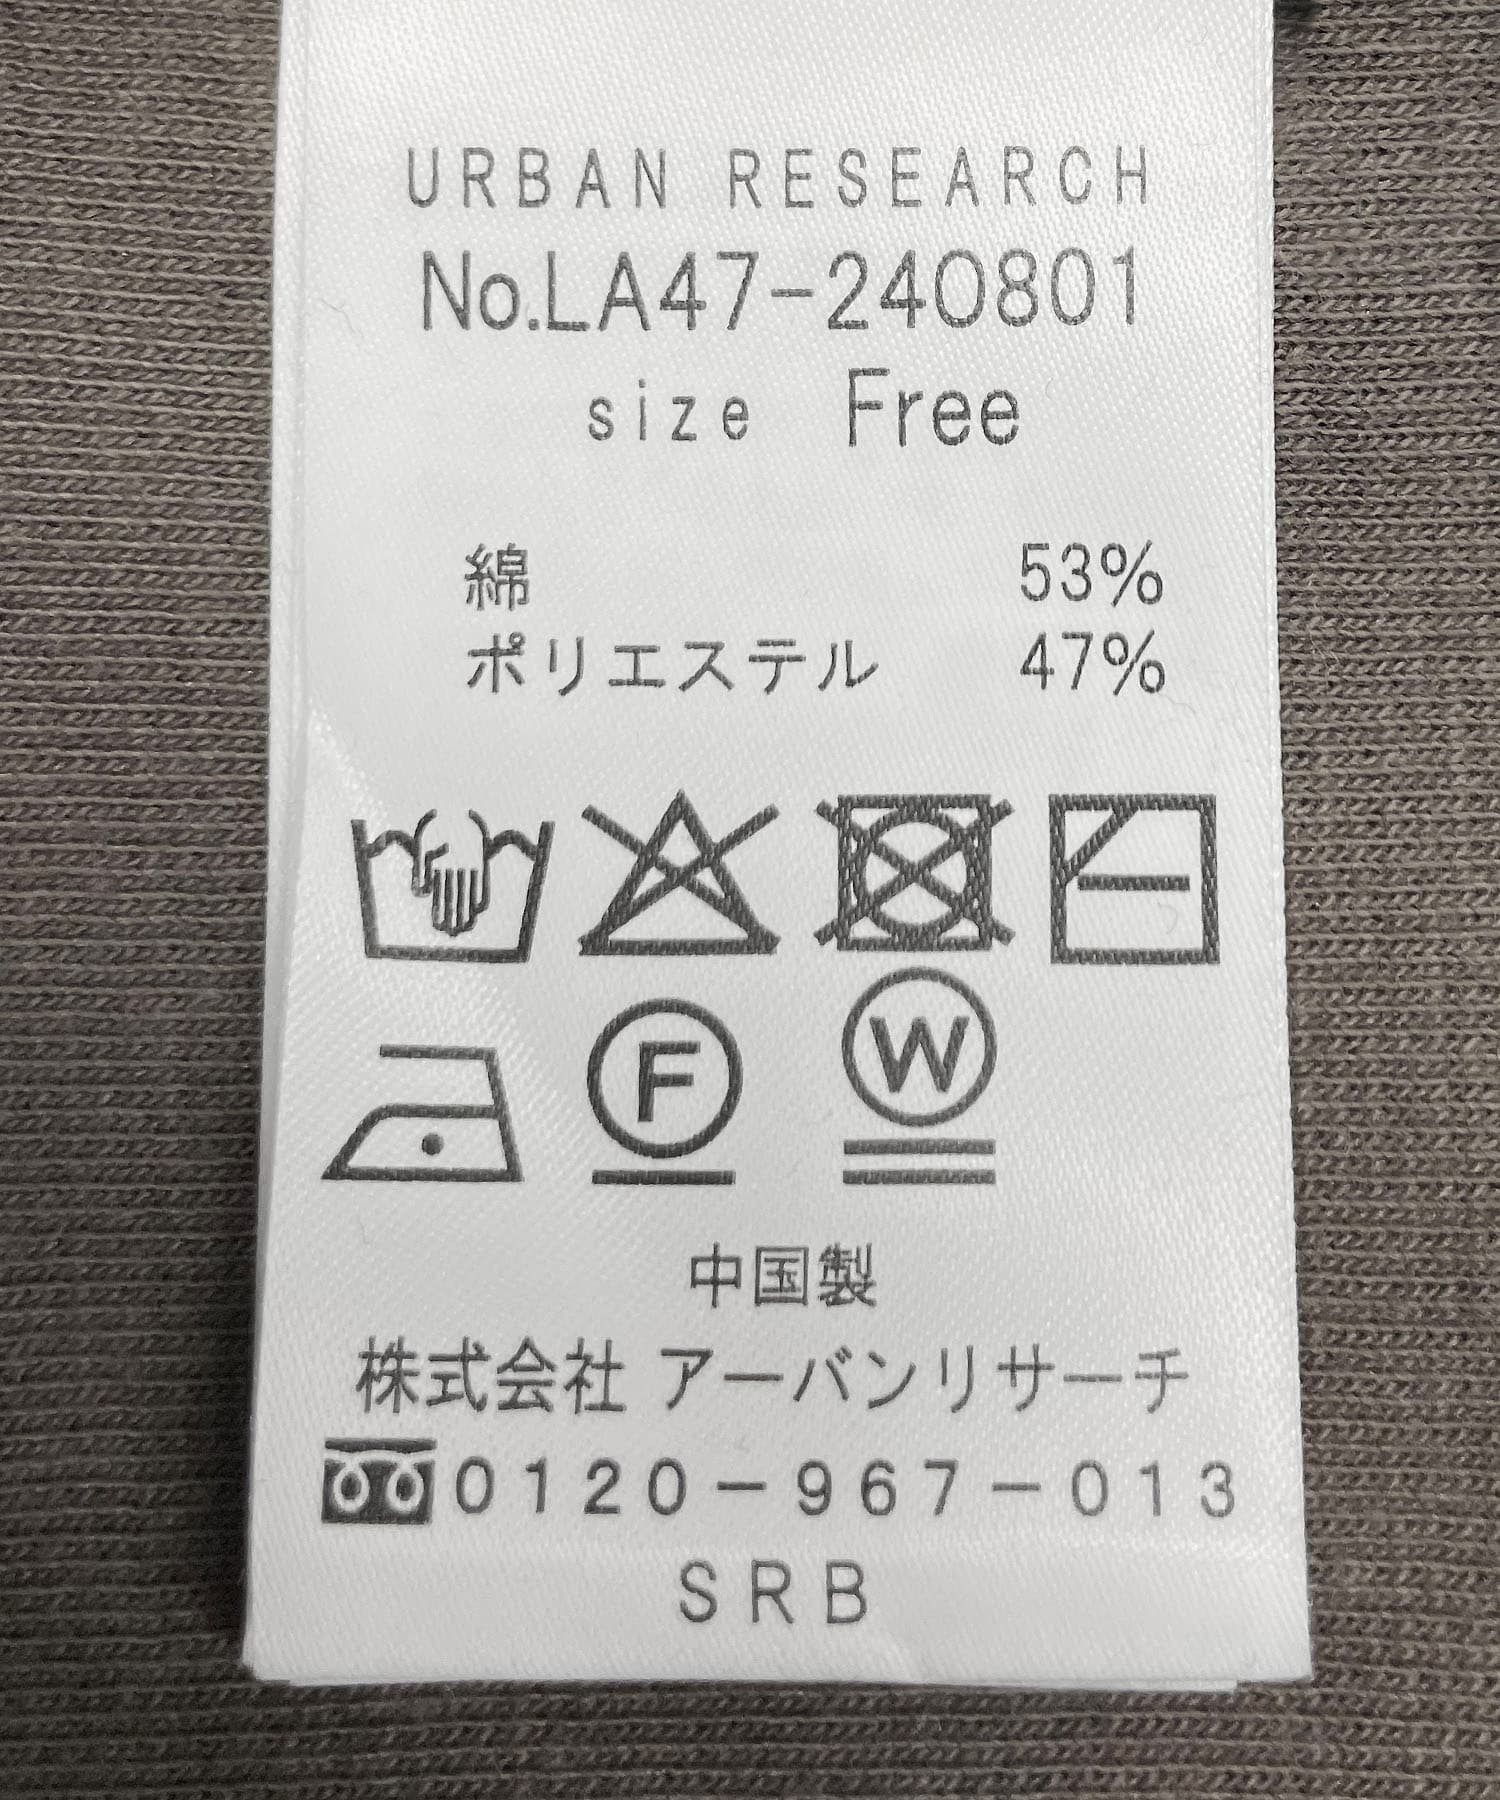 URBAN RESEARCH
No.LA47-240801
size Free
綿 53%
ポリエステル 47%
F W
中国製
株式会社 アーバンリサーチ
0120-967-013
SRB